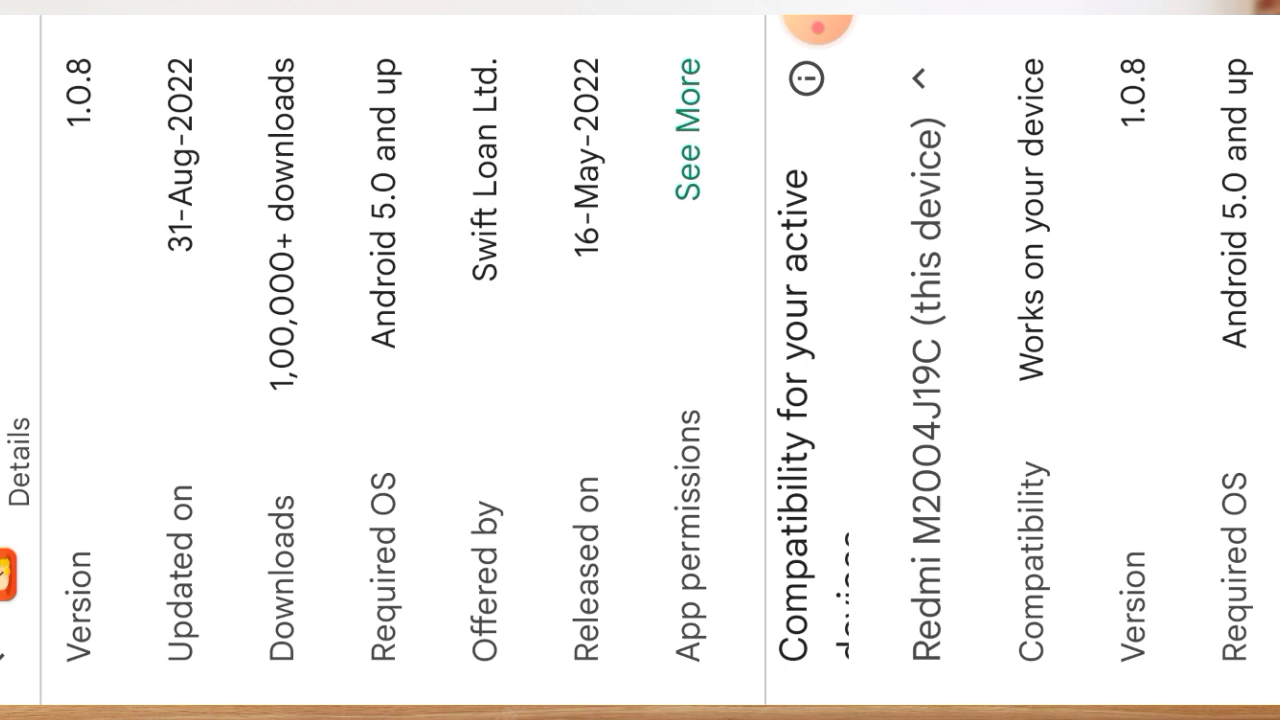 Details
Version 1.0.8
Updated on 31-Aug-2022
Downloads 1,00,000+ downloads
Required OS Android 5.0 and up
Offered by Swift Loan Ltd.
Released on 16-May-2022
App permissions See More
Compatibility for your active
devices
Redmi M2004J19C (this device)
Compatibility Works on your device
Version 1.0.8
Required OS Android 5.0 and up